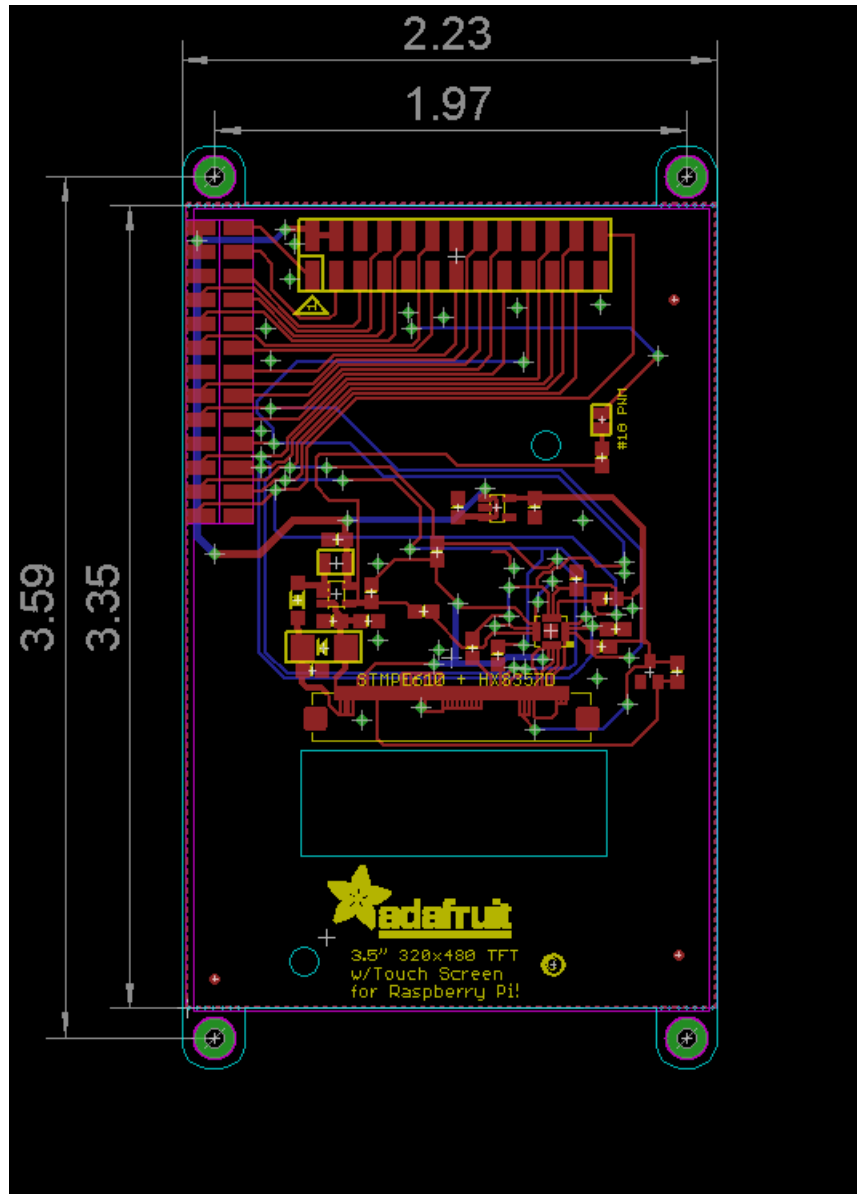 2.23
1.97
#18 PWM
3.59
3.35
STMPE610 + HX8357D
adafruit
3.5" 320x480 TFT
w/Touch Screen
for Raspberry Pi!